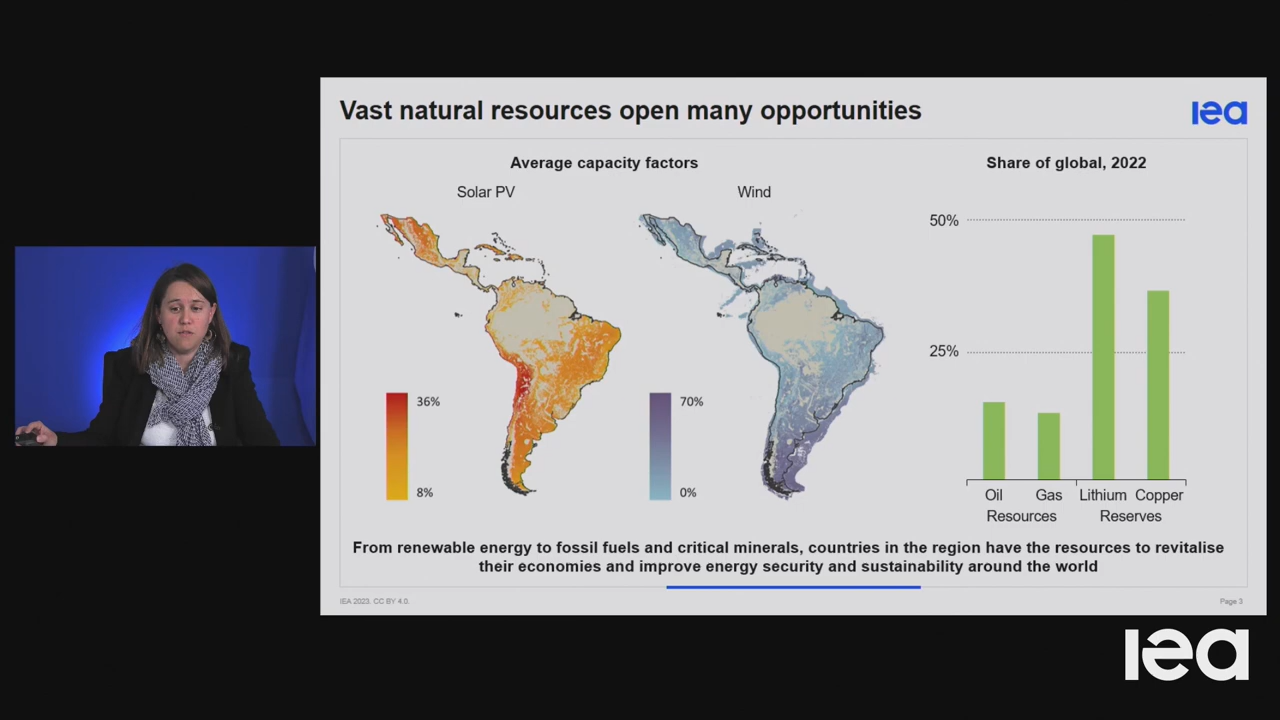 Vast natural resources open many opportunities
iea
Average capacity factors
Solar PV
Wind
36%
8%
70%
0%
Share of global, 2022
50%
25%
Oil Gas Lithium Copper
Resources Reserves
From renewable energy to fossil fuels and critical minerals, countries in the region have the resources to revitalise
their economies and improve energy security and sustainability around the world
IEA 2023. CC BY 4.0.
Page 3
iea